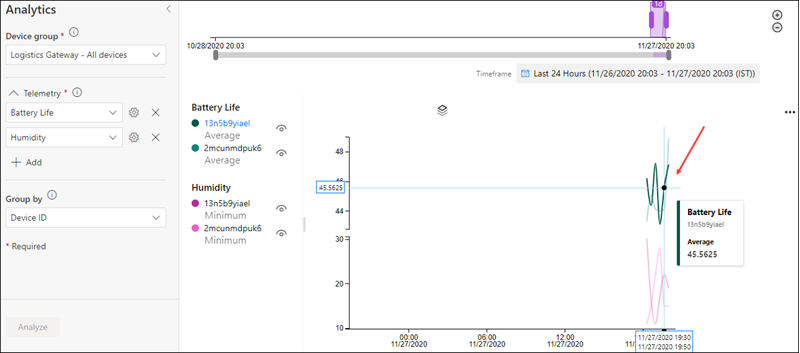 Analytics
Device group *
Logistics Gateway - All devices
Telemetry *
Battery Life
Humidity
Add
Group by
Device ID
* Required
Analyze
1d
10/28/2020 20:03
11/27/2020 20:03
Timeframe
Last 24 Hours (11/26/2020 20:03 - 11/27/2020 20:03 (IST))
Battery Life
13n5b9yiael
Average
2mcunmdpuk6
Average
Humidity
13n5b9yiael
Minimum
2mcunmdpuk6
Minimum
48
46
45.5625
44
30
20
10
Battery Life
13n5b9yiael
Average
45.5625
00:00
11/27/2020
06:00
11/27/2020
12:00
11/27/2020
11/27/2020 19:30
11/27/2020 19:50